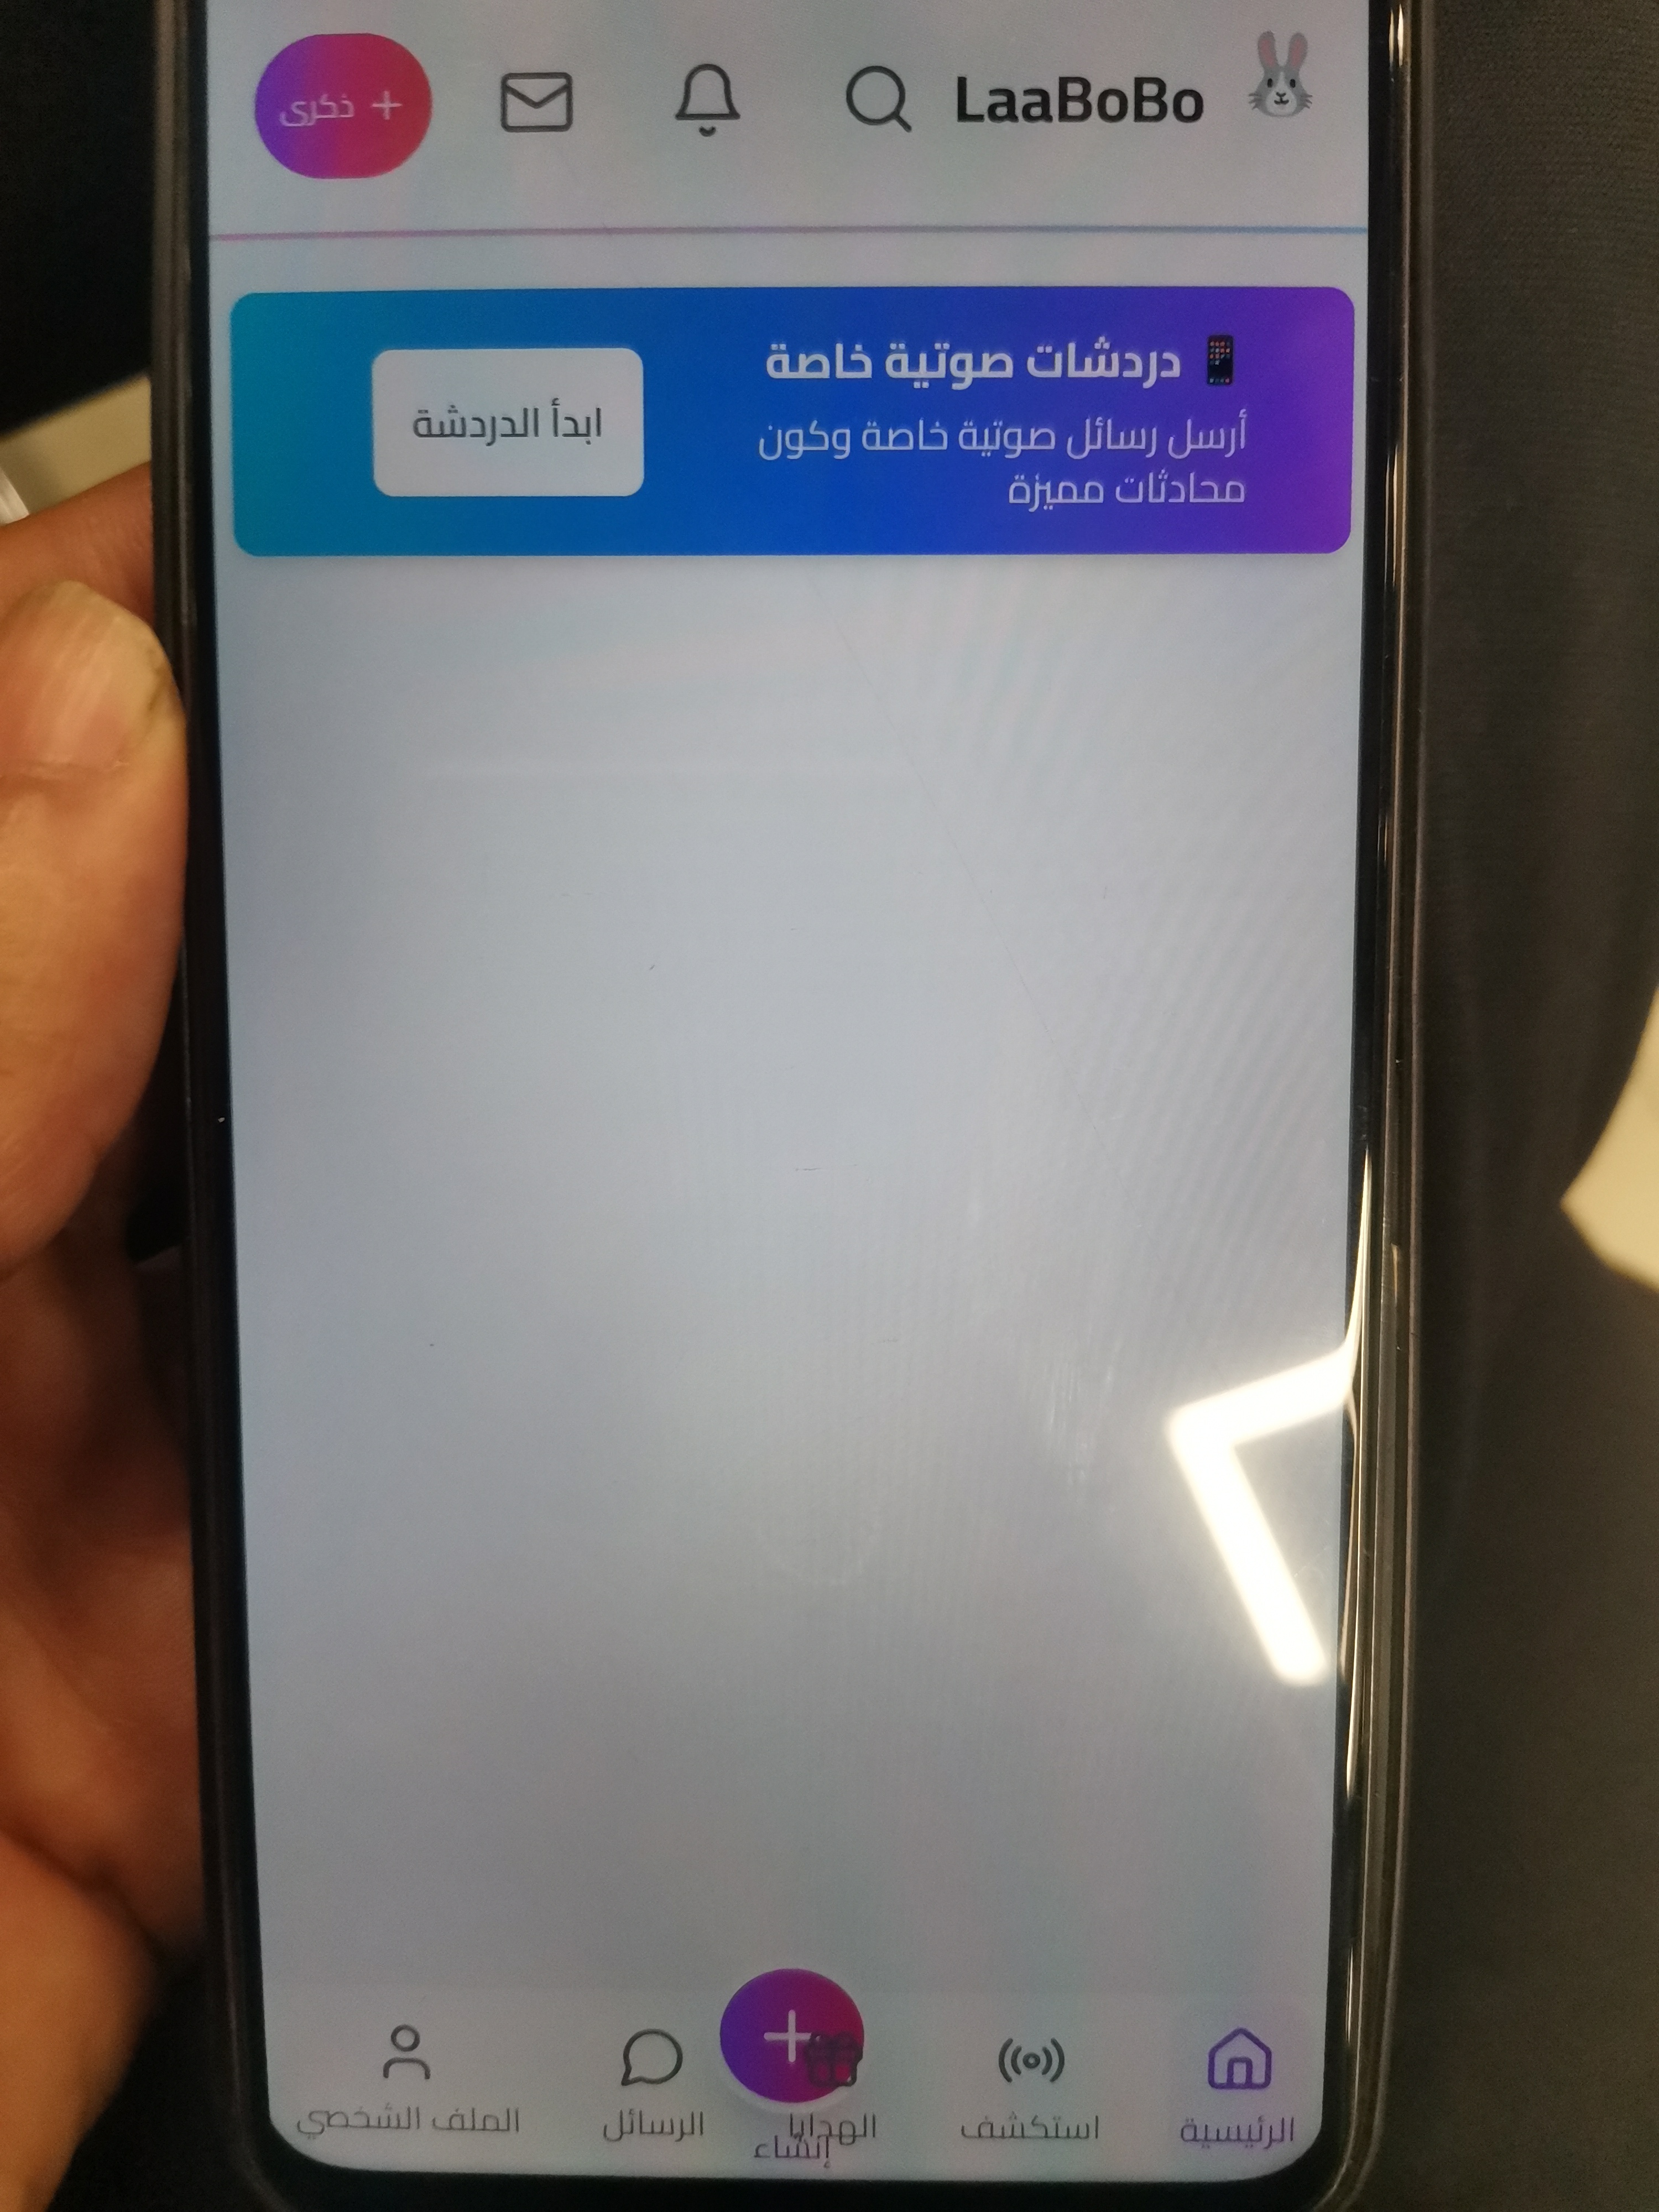 LaaBoBo
+ ذكرى
دردشات صوتية خاصة
أرسل رسائل صوتية خاصة وكون
محادثات مميزة
ابدأ الدردشة
الرئيسية
استكشف
الهدايا
إنشاء
الرسائل
الملف الشخصي